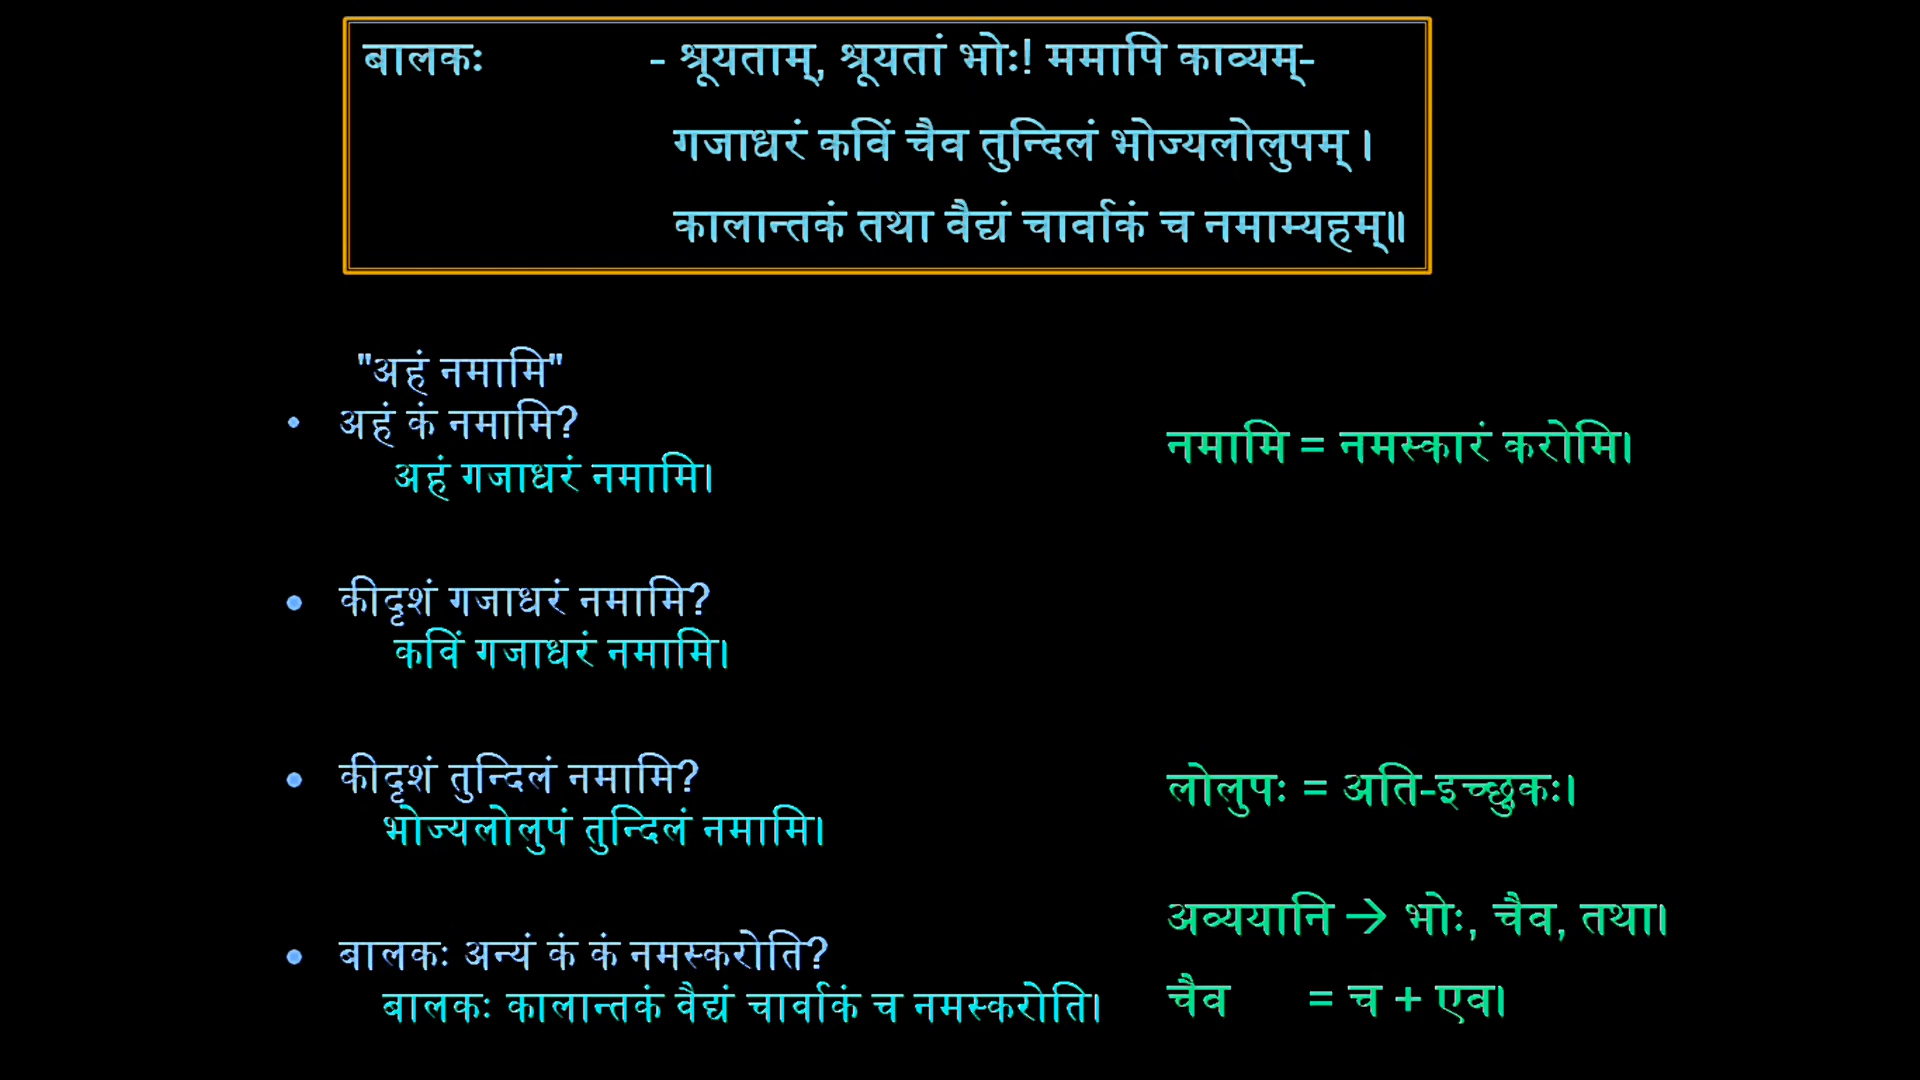 बालकः - श्रूयताम्, श्रूयतां भोः! ममापि काव्यम्-
गजाधरं कविं चैव तुन्दिलं भोज्यलोलुपम् ।
कालान्तकं तथा वैद्यं चार्वाकं च नमाम्यहम्॥
"अहं नमामि"
• अहं कं नमामि?
अहं गजाधरं नमामि।
नमामि = नमस्कारं करोमि।
• कीदृशं गजाधरं नमामि?
कविं गजाधरं नमामि।
• कीदृशं तुन्दिलं नमामि?
भोज्यलोलुपं तुन्दिलं नमामि।
लोलुपः = अति-इच्छुकः।
• बालकः अन्यं कं कं नमस्करोति?
बालकः कालान्तकं वैद्यं चार्वाकं च नमस्करोति।
अव्ययानि → भोः, चैव, तथा।
चैव = च + एव।